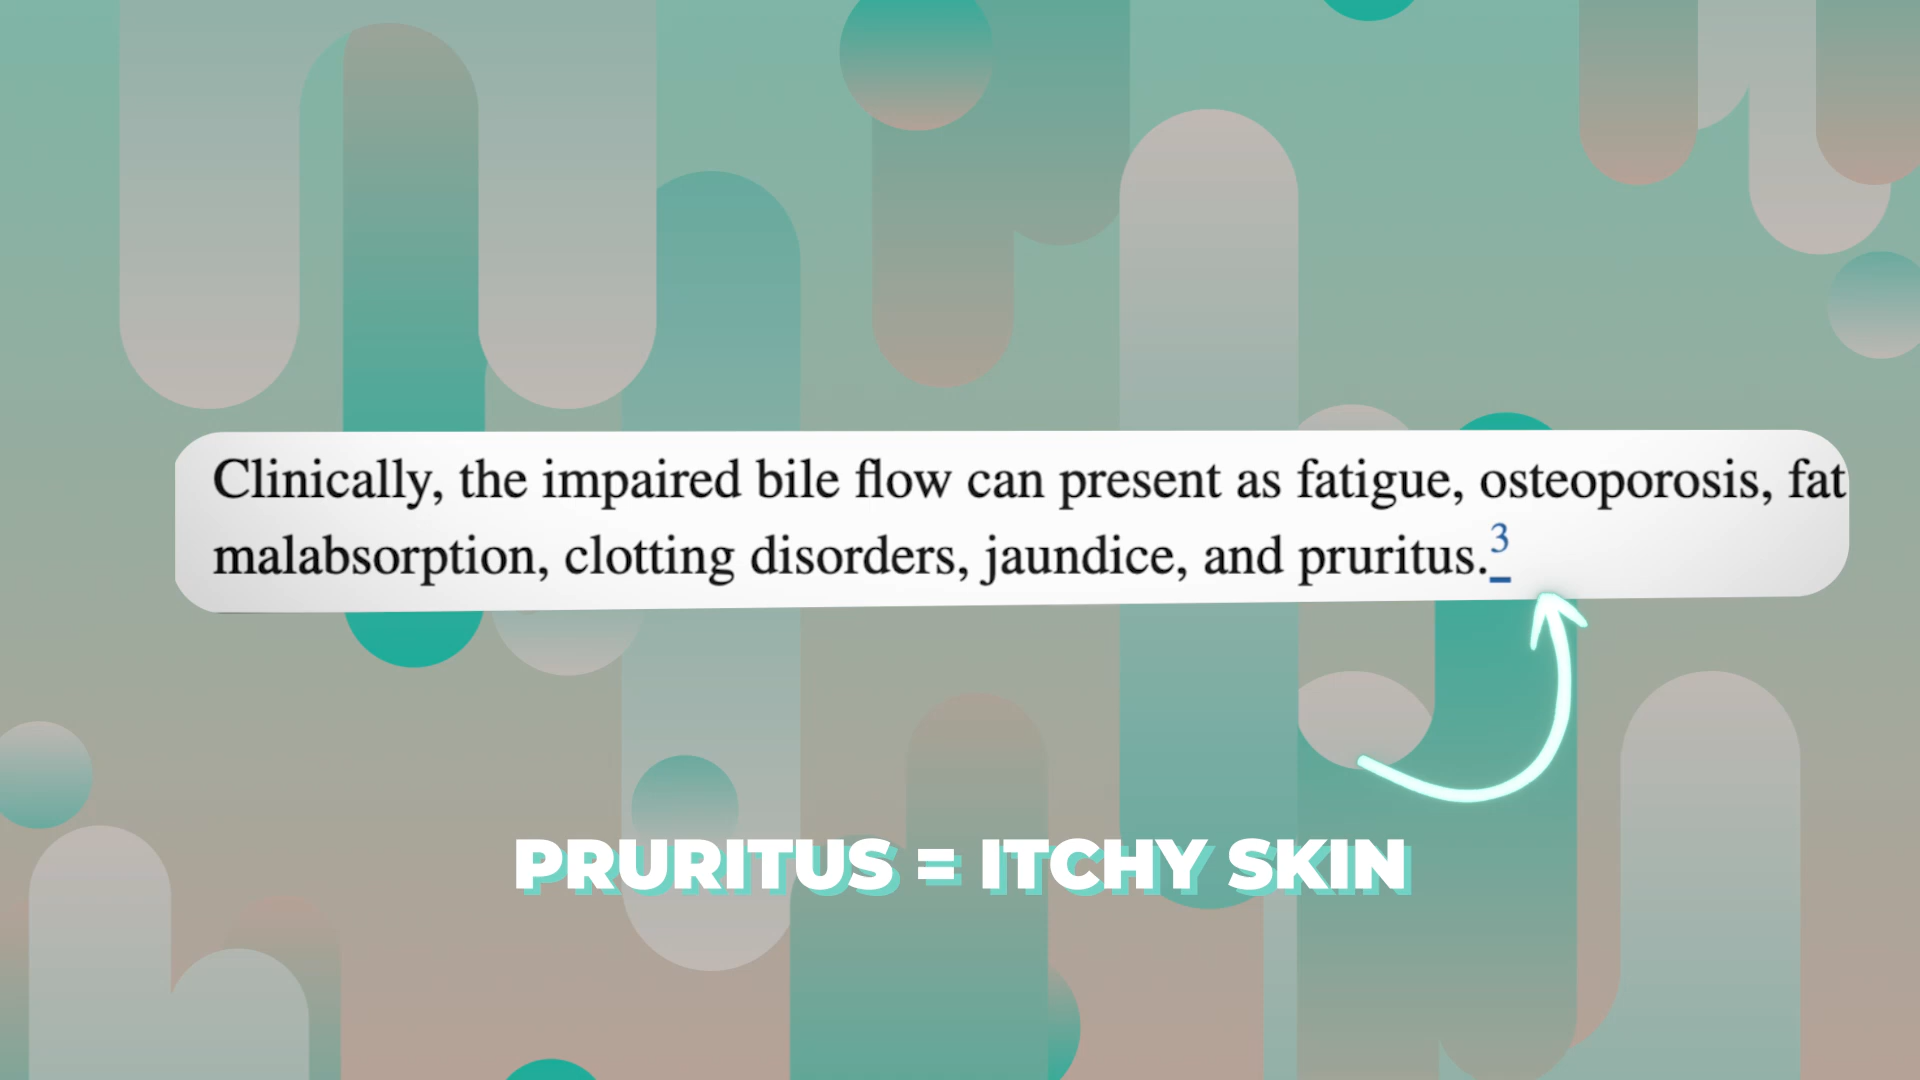 Clinically, the impaired bile flow can present as fatigue, osteoporosis, fat
malabsorption, clotting disorders, jaundice, and pruritus.3
PRURITUS = ITCHY SKIN